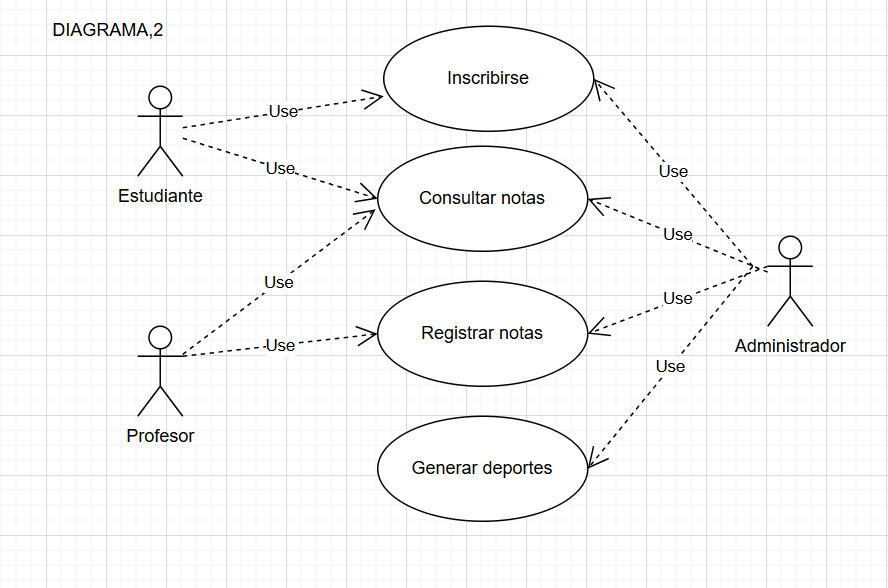 DIAGRAMA,2
Inscribirse
Use
Estudiante
Use
Consultar notas
Use
Use
Use
Registrar notas
Use
Profesor
Use
Administrador
Use
Generar deportes